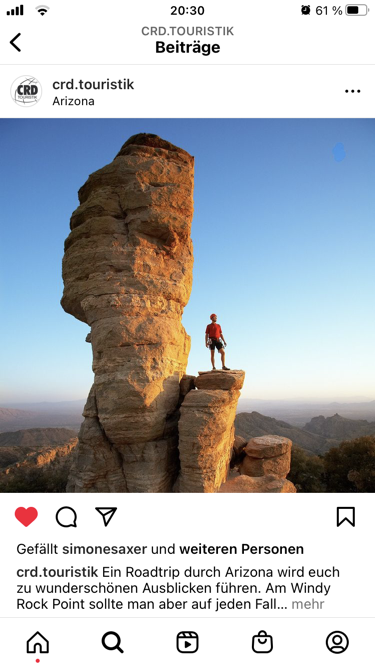 20:30
61 %
CRD.TOURISTIK
Beiträge
CRD
crd.touristik
Arizona
Gefällt simonesaxer und weiteren Personen
crd.touristik Ein Roadtrip durch Arizona wird euch
zu wunderschönen Ausblicken führen. Am Windy
Rock Point sollte man aber auf jeden Fall... mehr